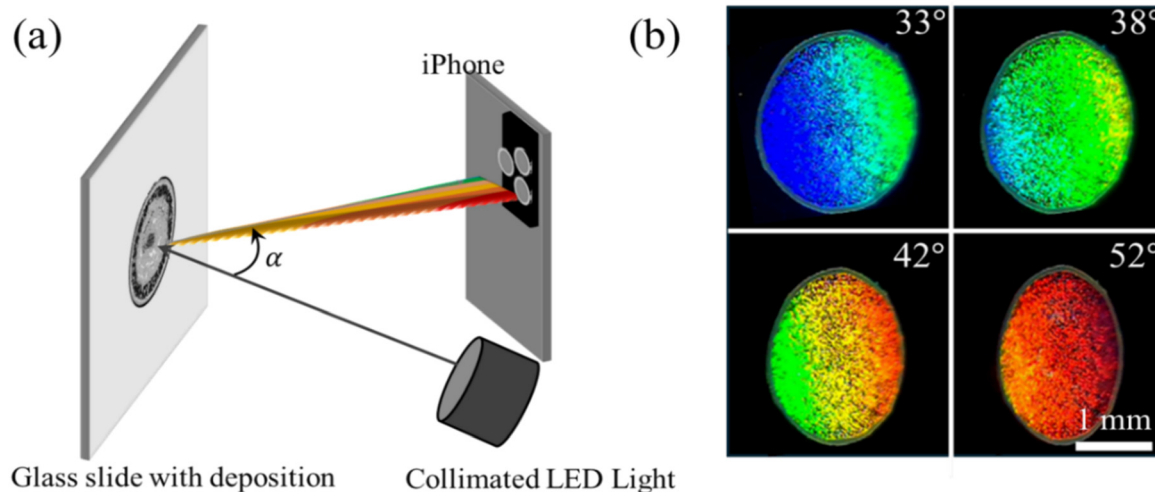 (a)
iPhone
α
Glass slide with deposition
Collimated LED Light
(b)
33°
38°
42°
52°
1 mm